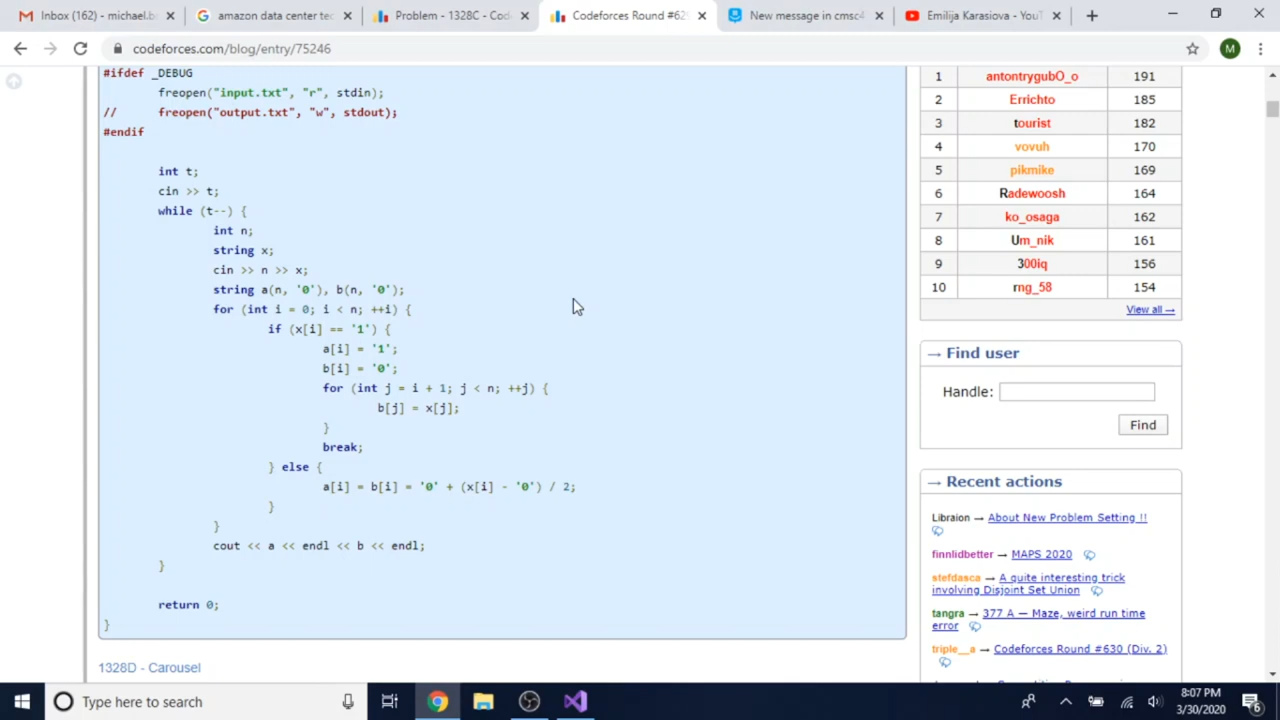 Inbox (162) - michael.b
amazon data center tec
Problem - 1328C - Code
Codeforces Round #629
New message in cmsc4
Emilija Karasiova - YouT
codeforces.com/blog/entry/75246
M
#ifdef _DEBUG
freopen("input.txt", "r", stdin);
// freopen("output.txt", "w", stdout);
#endif
int t;
cin >> t;
while (t--) {
int n;
string x;
cin >> n >> x;
string a(n, '0'), b(n, '0');
for (int i = 0; i < n; ++i) {
if (x[i] == '1') {
a[i] = '1';
b[i] = '0';
for (int j = i + 1; j < n; ++j) {
b[j] = x[j];
}
break;
} else {
a[i] = b[i] = '0' + (x[i] - '0') / 2;
}
}
cout << a << endl << b << endl;
}
return 0;
}
1328D - Carousel
1 antontrygubO_o 191
2 Errichto 185
3 tourist 182
4 vovuh 170
5 pikmike 169
6 Radewoosh 164
7 ko_osaga 162
8 Um_nik 161
9 300iq 156
10 rng_58 154
View all →
→ Find user
Handle:
Find
→ Recent actions
Libraion → About New Problem Setting !!
finnlidbetter → MAPS 2020
stefdasca → A quite interesting trick
involving Disjoint Set Union
tangra → 377 A — Maze, weird run time
error
triple__a → Codeforces Round #630 (Div. 2)
Type here to search
8:07 PM
3/30/2020
6